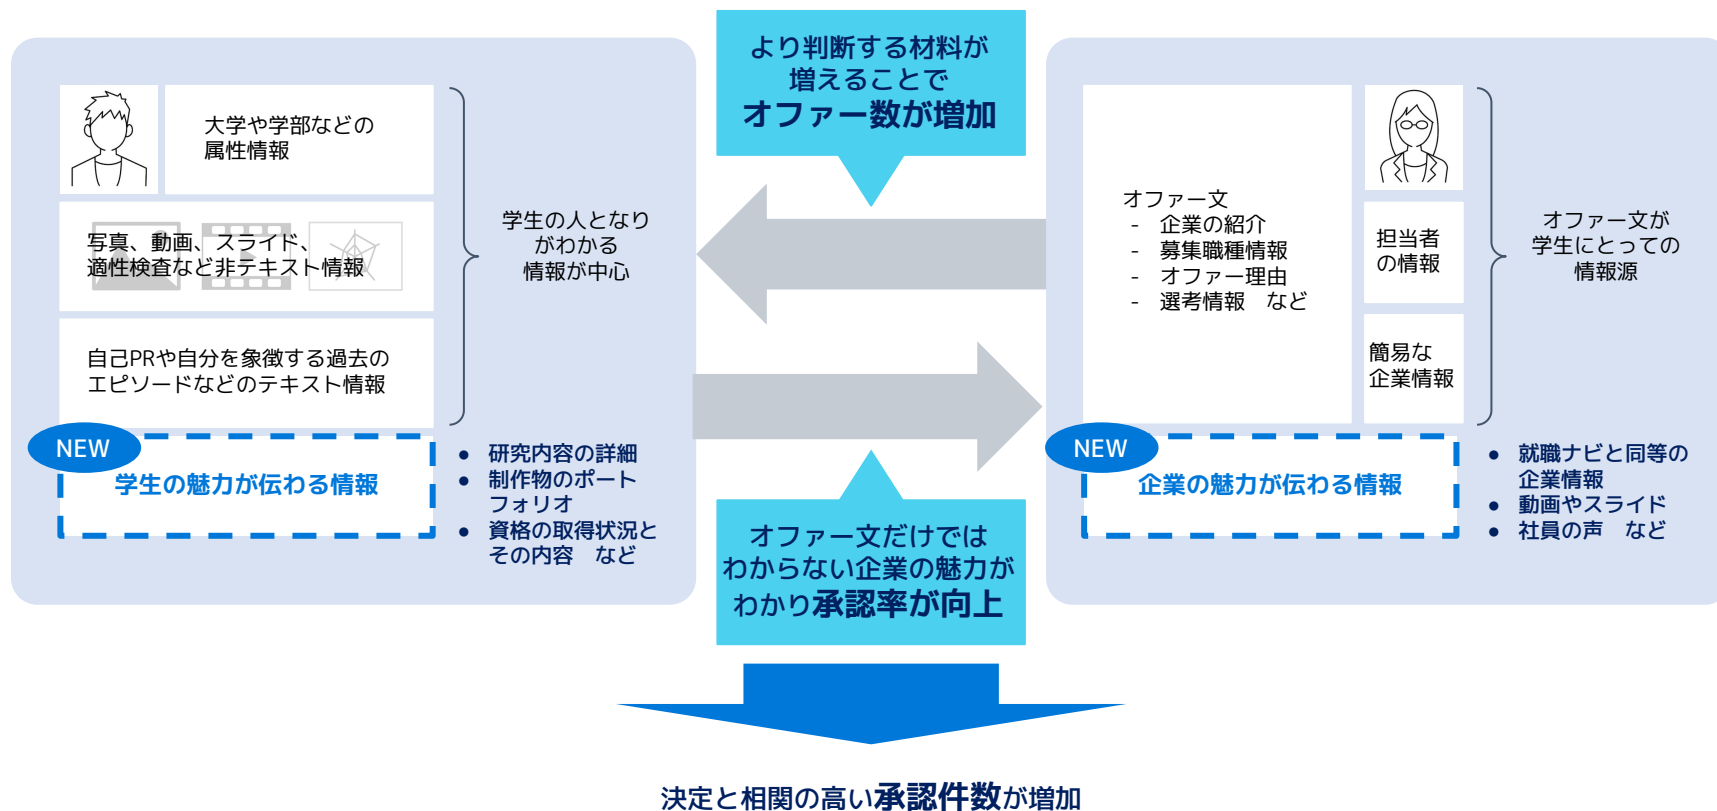 より判断する材料が
増えることで
オファー数が増加
大学や学部などの
属性情報
写真、動画、スライド、
適性検査など非テキスト情報
自己PRや自分を象徴する過去の
エピソードなどのテキスト情報
学生の人となり
がわかる
情報が中心
NEW
学生の魅力が伝わる情報
● 研究内容の詳細
● 制作物のポート
フォリオ
● 資格の取得状況と
その内容　など
オファー文
- 企業の紹介
- 募集職種情報
- オファー理由
- 選考情報　など
担当者
の情報
簡易な
企業情報
オファー文が
学生にとっての
情報源
NEW
企業の魅力が伝わる情報
● 就職ナビと同等の
企業情報
● 動画やスライド
● 社員の声　など
オファー文だけでは
わからない企業の魅力が
わかり承認率が向上
決定と相関の高い承認件数が増加